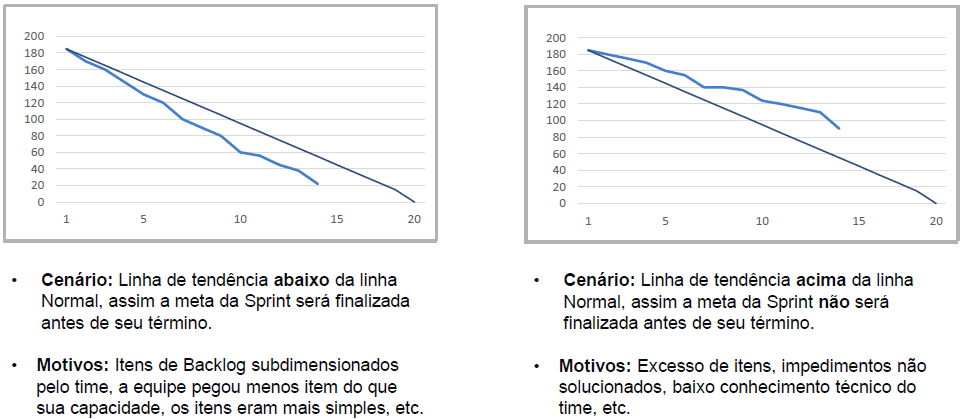 200
180
160
140
120
100
80
60
40
20
0
1 5 10 15 20
• Cenário: Linha de tendência abaixo da linha
Normal, assim a meta da Sprint será finalizada
antes de seu término.
• Motivos: Itens de Backlog subdimensionados
pelo time, a equipe pegou menos item do que
sua capacidade, os itens eram mais simples, etc.
200
180
160
140
120
100
80
60
40
20
0
1 5 10 15 20
• Cenário: Linha de tendência acima da linha
Normal, assim a meta da Sprint não será
finalizada antes de seu término.
• Motivos: Excesso de itens, impedimentos não
solucionados, baixo conhecimento técnico do
time, etc.